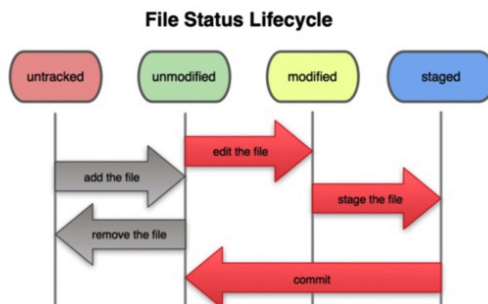 File Status Lifecycle
untracked
unmodified
modified
staged
edit the file
add the file
stage the file
remove the file
commit